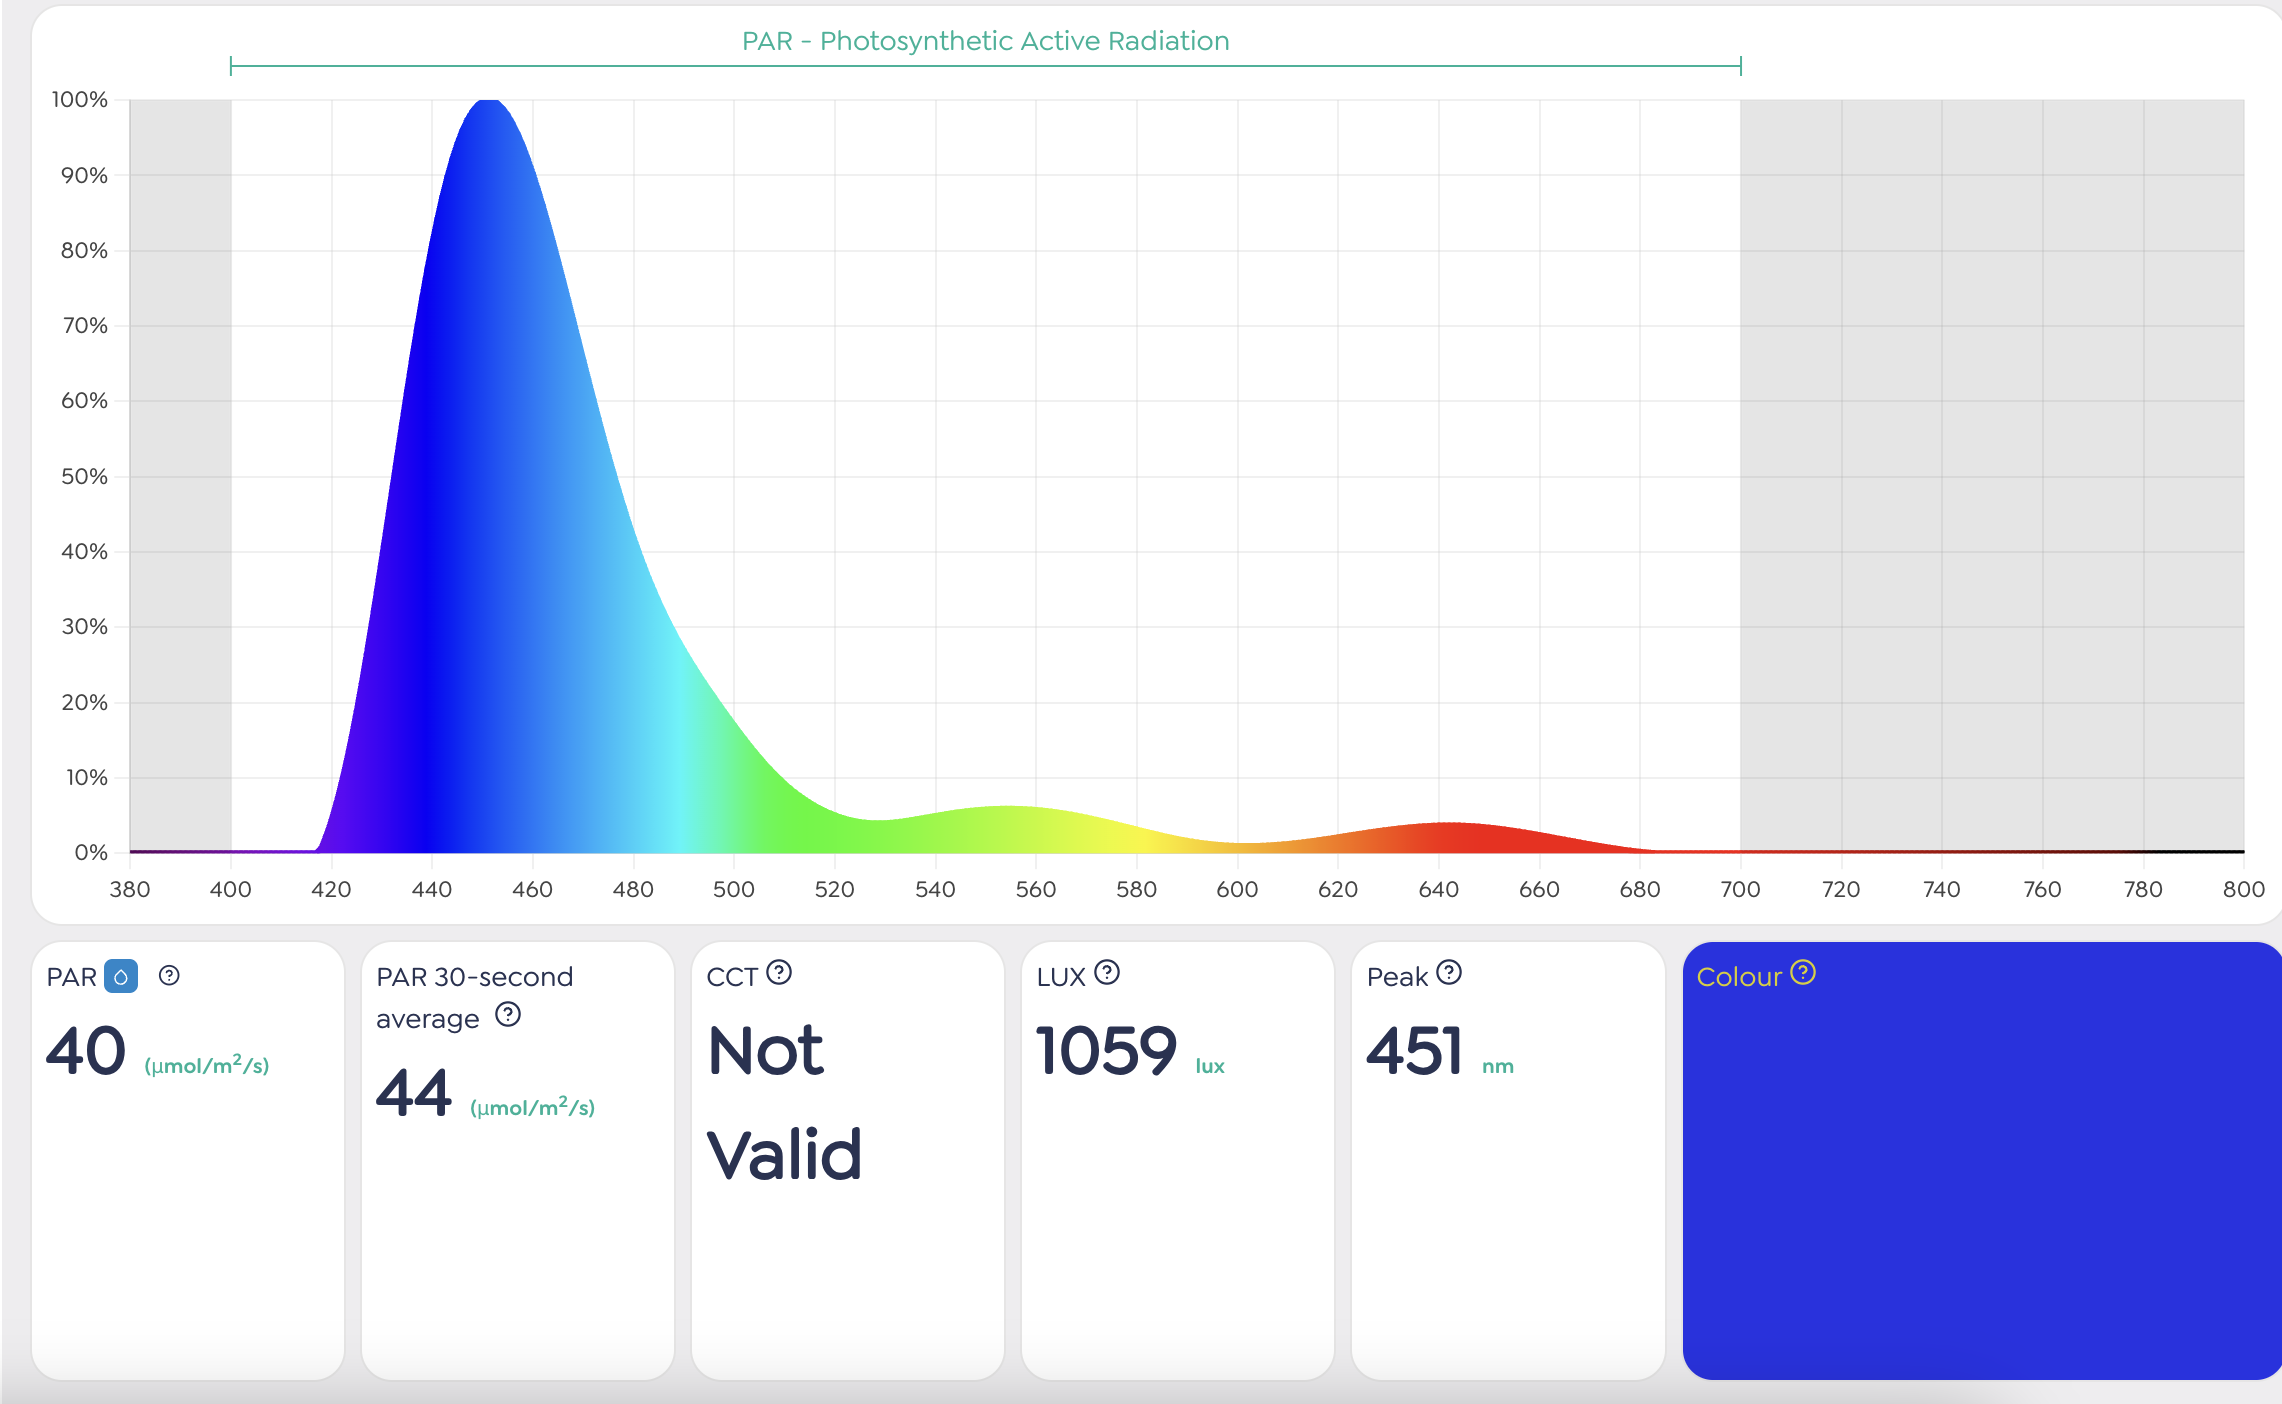 PAR - Photosynthetic Active Radiation
100%
90%
80%
70%
60%
50%
40%
30%
20%
10%
0%
380 400 420 440 460 480 500 520 540 560 580 600 620 640 660 680 700 720 740 760 780 800
PAR ?
40 (μmol/m²/s)
PAR 30-second
average ?
44 (μmol/m²/s)
CCT ?
Not
Valid
LUX ?
1059 lux
Peak ?
451 nm
Colour ?